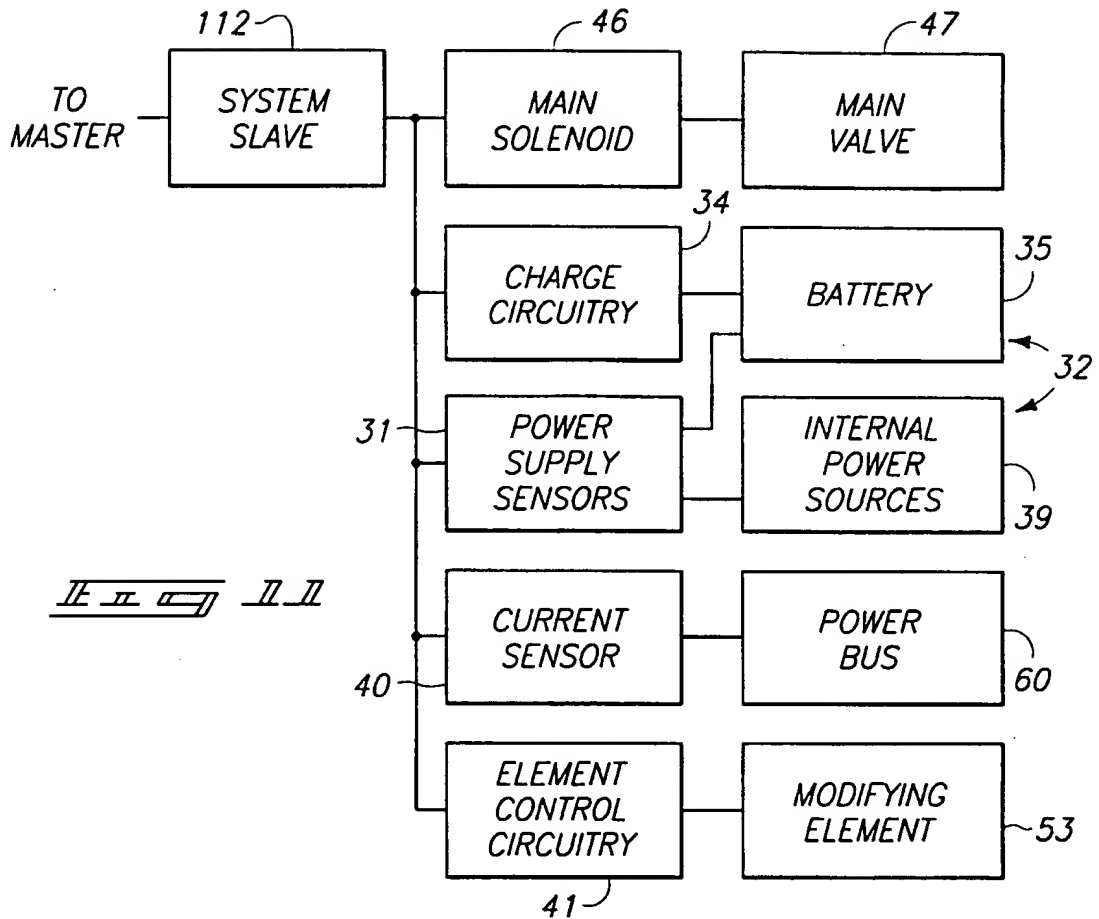 112
46
47
TO
MASTER
SYSTEM
SLAVE
MAIN
SOLENOID
MAIN
VALVE
34
35
CHARGE
CIRCUITRY
BATTERY
32
31
POWER
SUPPLY
SENSORS
INTERNAL
POWER
SOURCES
39
Fig 11
CURRENT
SENSOR
POWER
BUS
40
60
ELEMENT
CONTROL
CIRCUITRY
MODIFYING
ELEMENT
53
41